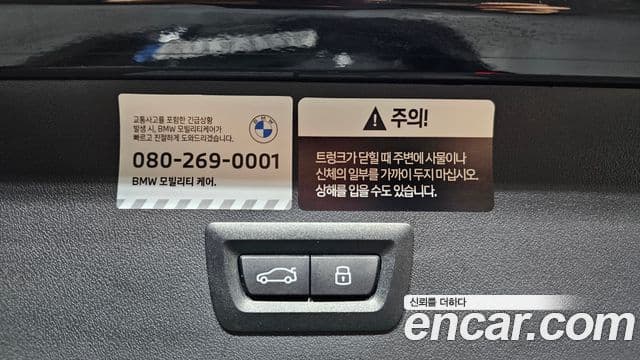 교통사고를 포함한 긴급상황
발생 시, BMW 모빌리티케어가
빠르고 친절하게 도와드리겠습니다.
BMW
080-269-0001
BMW 모빌리티 케어.
주의!
트렁크가 닫힐 때 주변에 사물이나
신체의 일부를 가까이 두지 마십시오.
상해를 입을 수도 있습니다.
신뢰를 더하다
encar.com